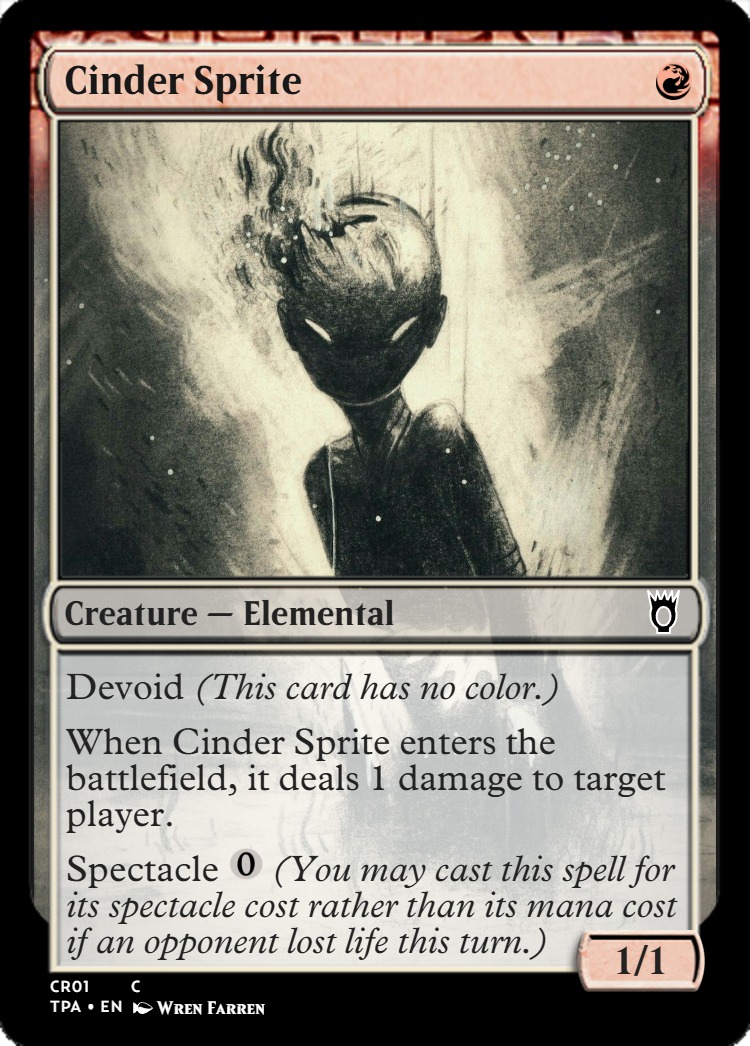 Cinder Sprite
Creature — Elemental
Devoid (This card has no color.)
When Cinder Sprite enters the
battlefield, it deals 1 damage to target
player.
Spectacle 0 (You may cast this spell for
its spectacle cost rather than its mana cost
if an opponent lost life this turn.)
1/1
CR01 C
TPA • EN Wren Farren